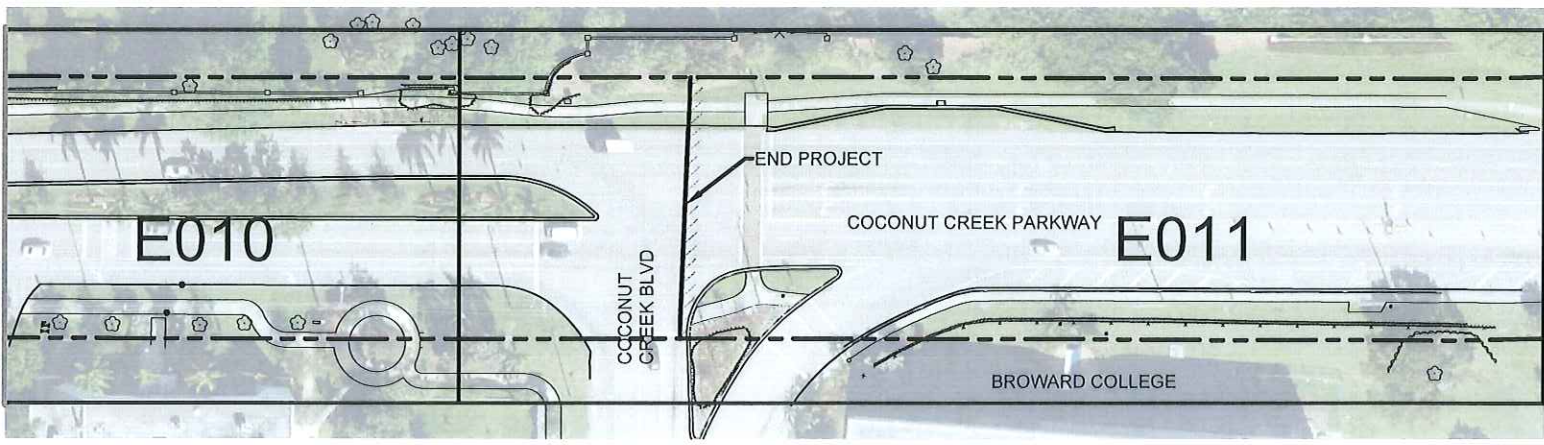 END PROJECT
COCONUT CREEK PARKWAY
E010
E011
COCONUT
CREEK BLVD
BROWARD COLLEGE